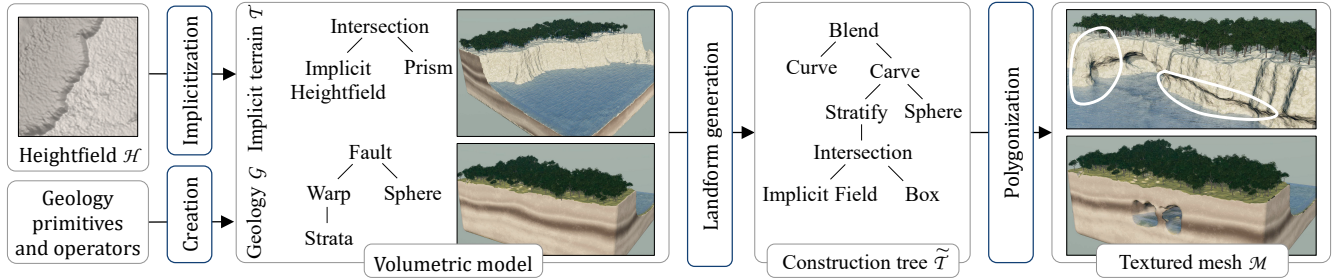 Heightfield ℋ
Geology
primitives
and operators
Implicitization
Creation
Implicit terrain 𝒯
Intersection
Implicit
Heightfield
Prism
Geology 𝒢
Fault
Warp
Sphere
Strata
Volumetric model
Landform generation
Blend
Curve
Carve
Stratify
Sphere
Intersection
Implicit Field
Box
Construction tree 𝒯̃
Polygonization
Textured mesh ℳ